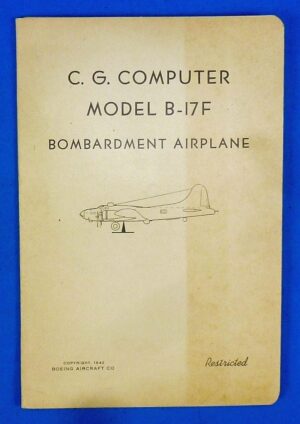 C. G. COMPUTER
MODEL B-17F
BOMBARDMENT AIRPLANE
COPYRIGHT, 1942
BOEING AIRCRAFT CO
Restricted